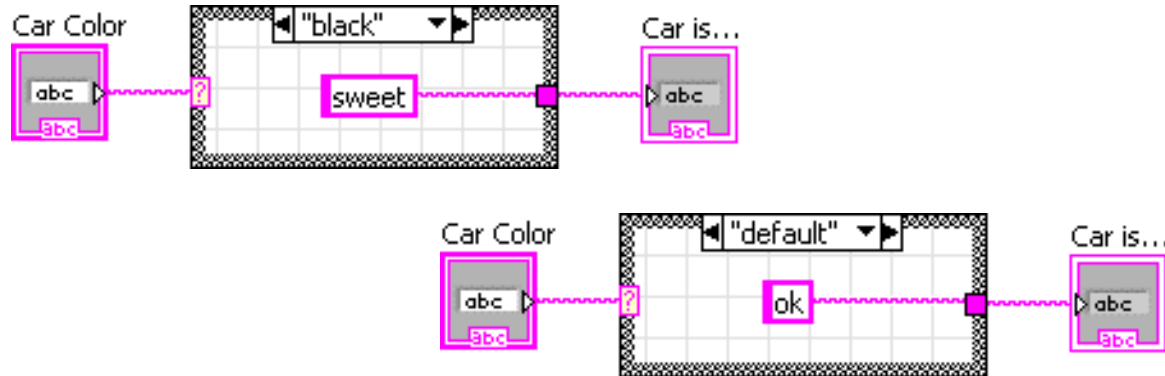 Car Color
"black"
Car is...
abc
sweet
abc
abc
abc
?
Car Color
"default"
Car is...
abc
ok
abc
abc
abc
?